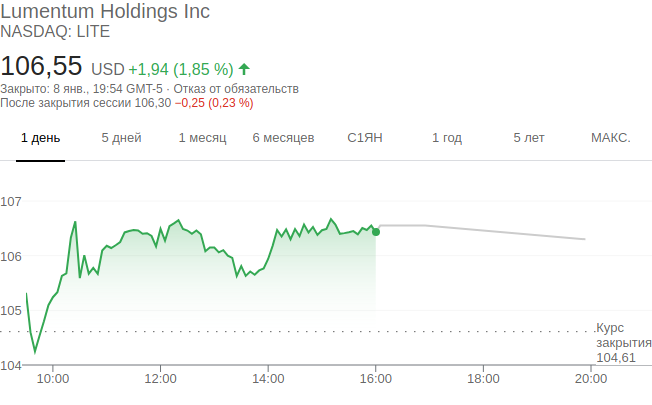 Lumentum Holdings Inc
NASDAQ: LITE
106,55 USD +1,94 (1,85 %)
Закрыто: 8 янв., 19:54 GMT-5 · Отказ от обязательств
После закрытия сессии 106,30 −0,25 (0,23 %)
1 день 5 дней 1 месяц 6 месяцев С1ЯН 1 год 5 лет МАКС.
107
106
105
104
Курс
закрытия
104,61
10:00 12:00 14:00 16:00 18:00 20:00